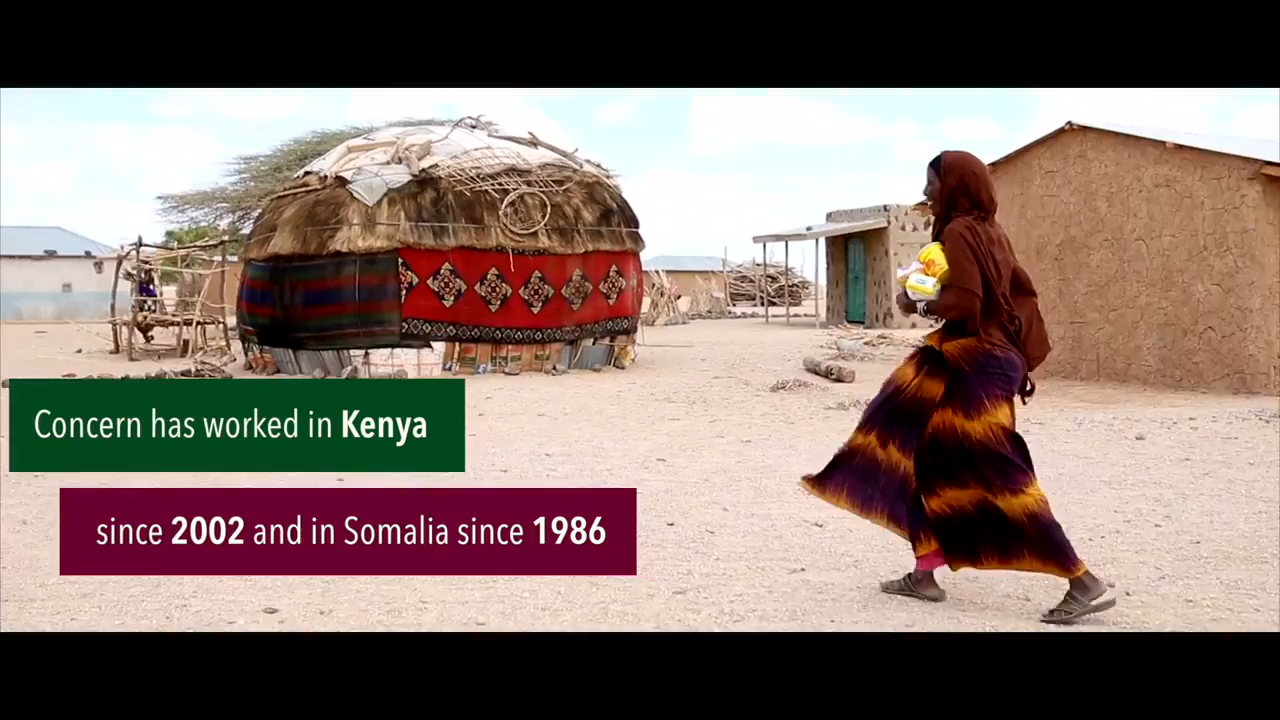 Concern has worked in Kenya
since 2002 and in Somalia since 1986